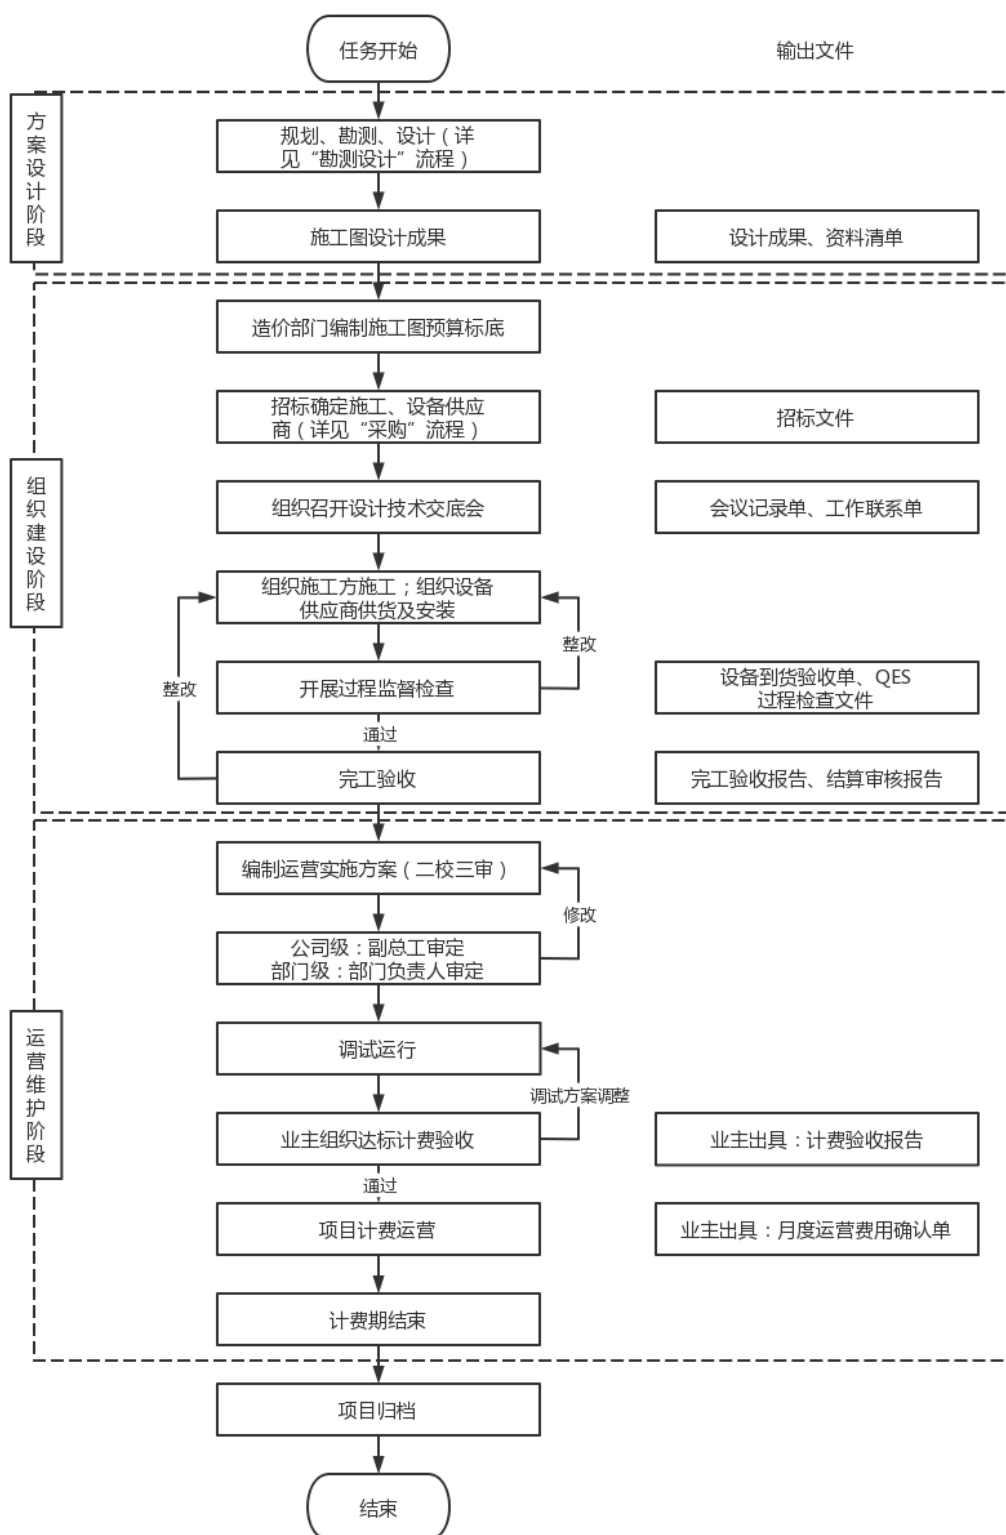 任务开始
输出文件
方案设计阶段
规划、勘测、设计（详
见“勘测设计”流程）
施工图设计成果
设计成果、资料清单
组织建设阶段
造价部门编制施工图预算标底
招标确定施工、设备供应
商（详见“采购”流程）
招标文件
组织召开设计技术交底会
会议记录单、工作联系单
组织施工方施工；组织设备
供应商供货及安装
整改
整改
开展过程监督检查
设备到货验收单、QES
过程检查文件
通过
完工验收
完工验收报告、结算审核报告
运营维护阶段
编制运营实施方案（二校三审）
修改
公司级：副总工审定
部门级：部门负责人审定
调试运行
调试方案调整
业主组织达标计费验收
业主出具：计费验收报告
通过
项目计费运营
业主出具：月度运营费用确认单
计费期结束
项目归档
结束